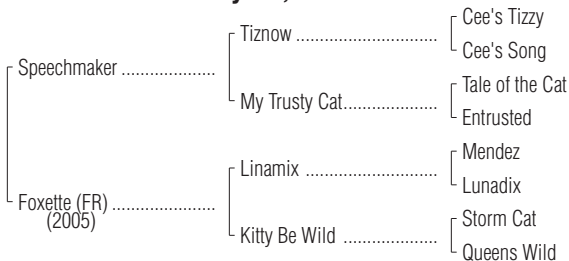 Cee's Tizzy
Tiznow ........................................
Cee's Song
Speechmaker ....................
My Trusty Cat....................
Tale of the Cat
Entrusted
Linamix ..........................
Mendez
Lunadix
Foxette (FR) ......................
(2005)
Kitty Be Wild ....................
Storm Cat
Queens Wild